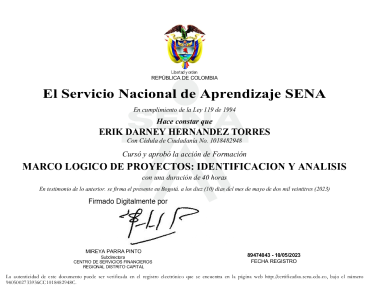 Libertad y orden
REPÚBLICA DE COLOMBIA
El Servicio Nacional de Aprendizaje SENA
En cumplimiento de la Ley 119 de 1994
Hace constar que
ERIK DARNEY HERNANDEZ TORRES
Con Cédula de Ciudadanía No. 1018482948
Cursó y aprobó la acción de Formación
MARCO LOGICO DE PROYECTOS: IDENTIFICACION Y ANALISIS
con una duración de 40 horas
En testimonio de lo anterior, se firma el presente en Bogotá, a los diez (10) días del mes de mayo de dos mil veintitres (2023)
Firmado Digitalmente por
MIREYA PARRA PINTO
Subdirectora
CENTRO DE SERVICIOS FINANCIEROS
REGIONAL DISTRITO CAPITAL
89474043 - 10/05/2023
FECHA REGISTRO
La autenticidad de este documento puede ser verificada en el registro electrónico que se encuentra en la página web http://certificados.sena.edu.co, bajo el número